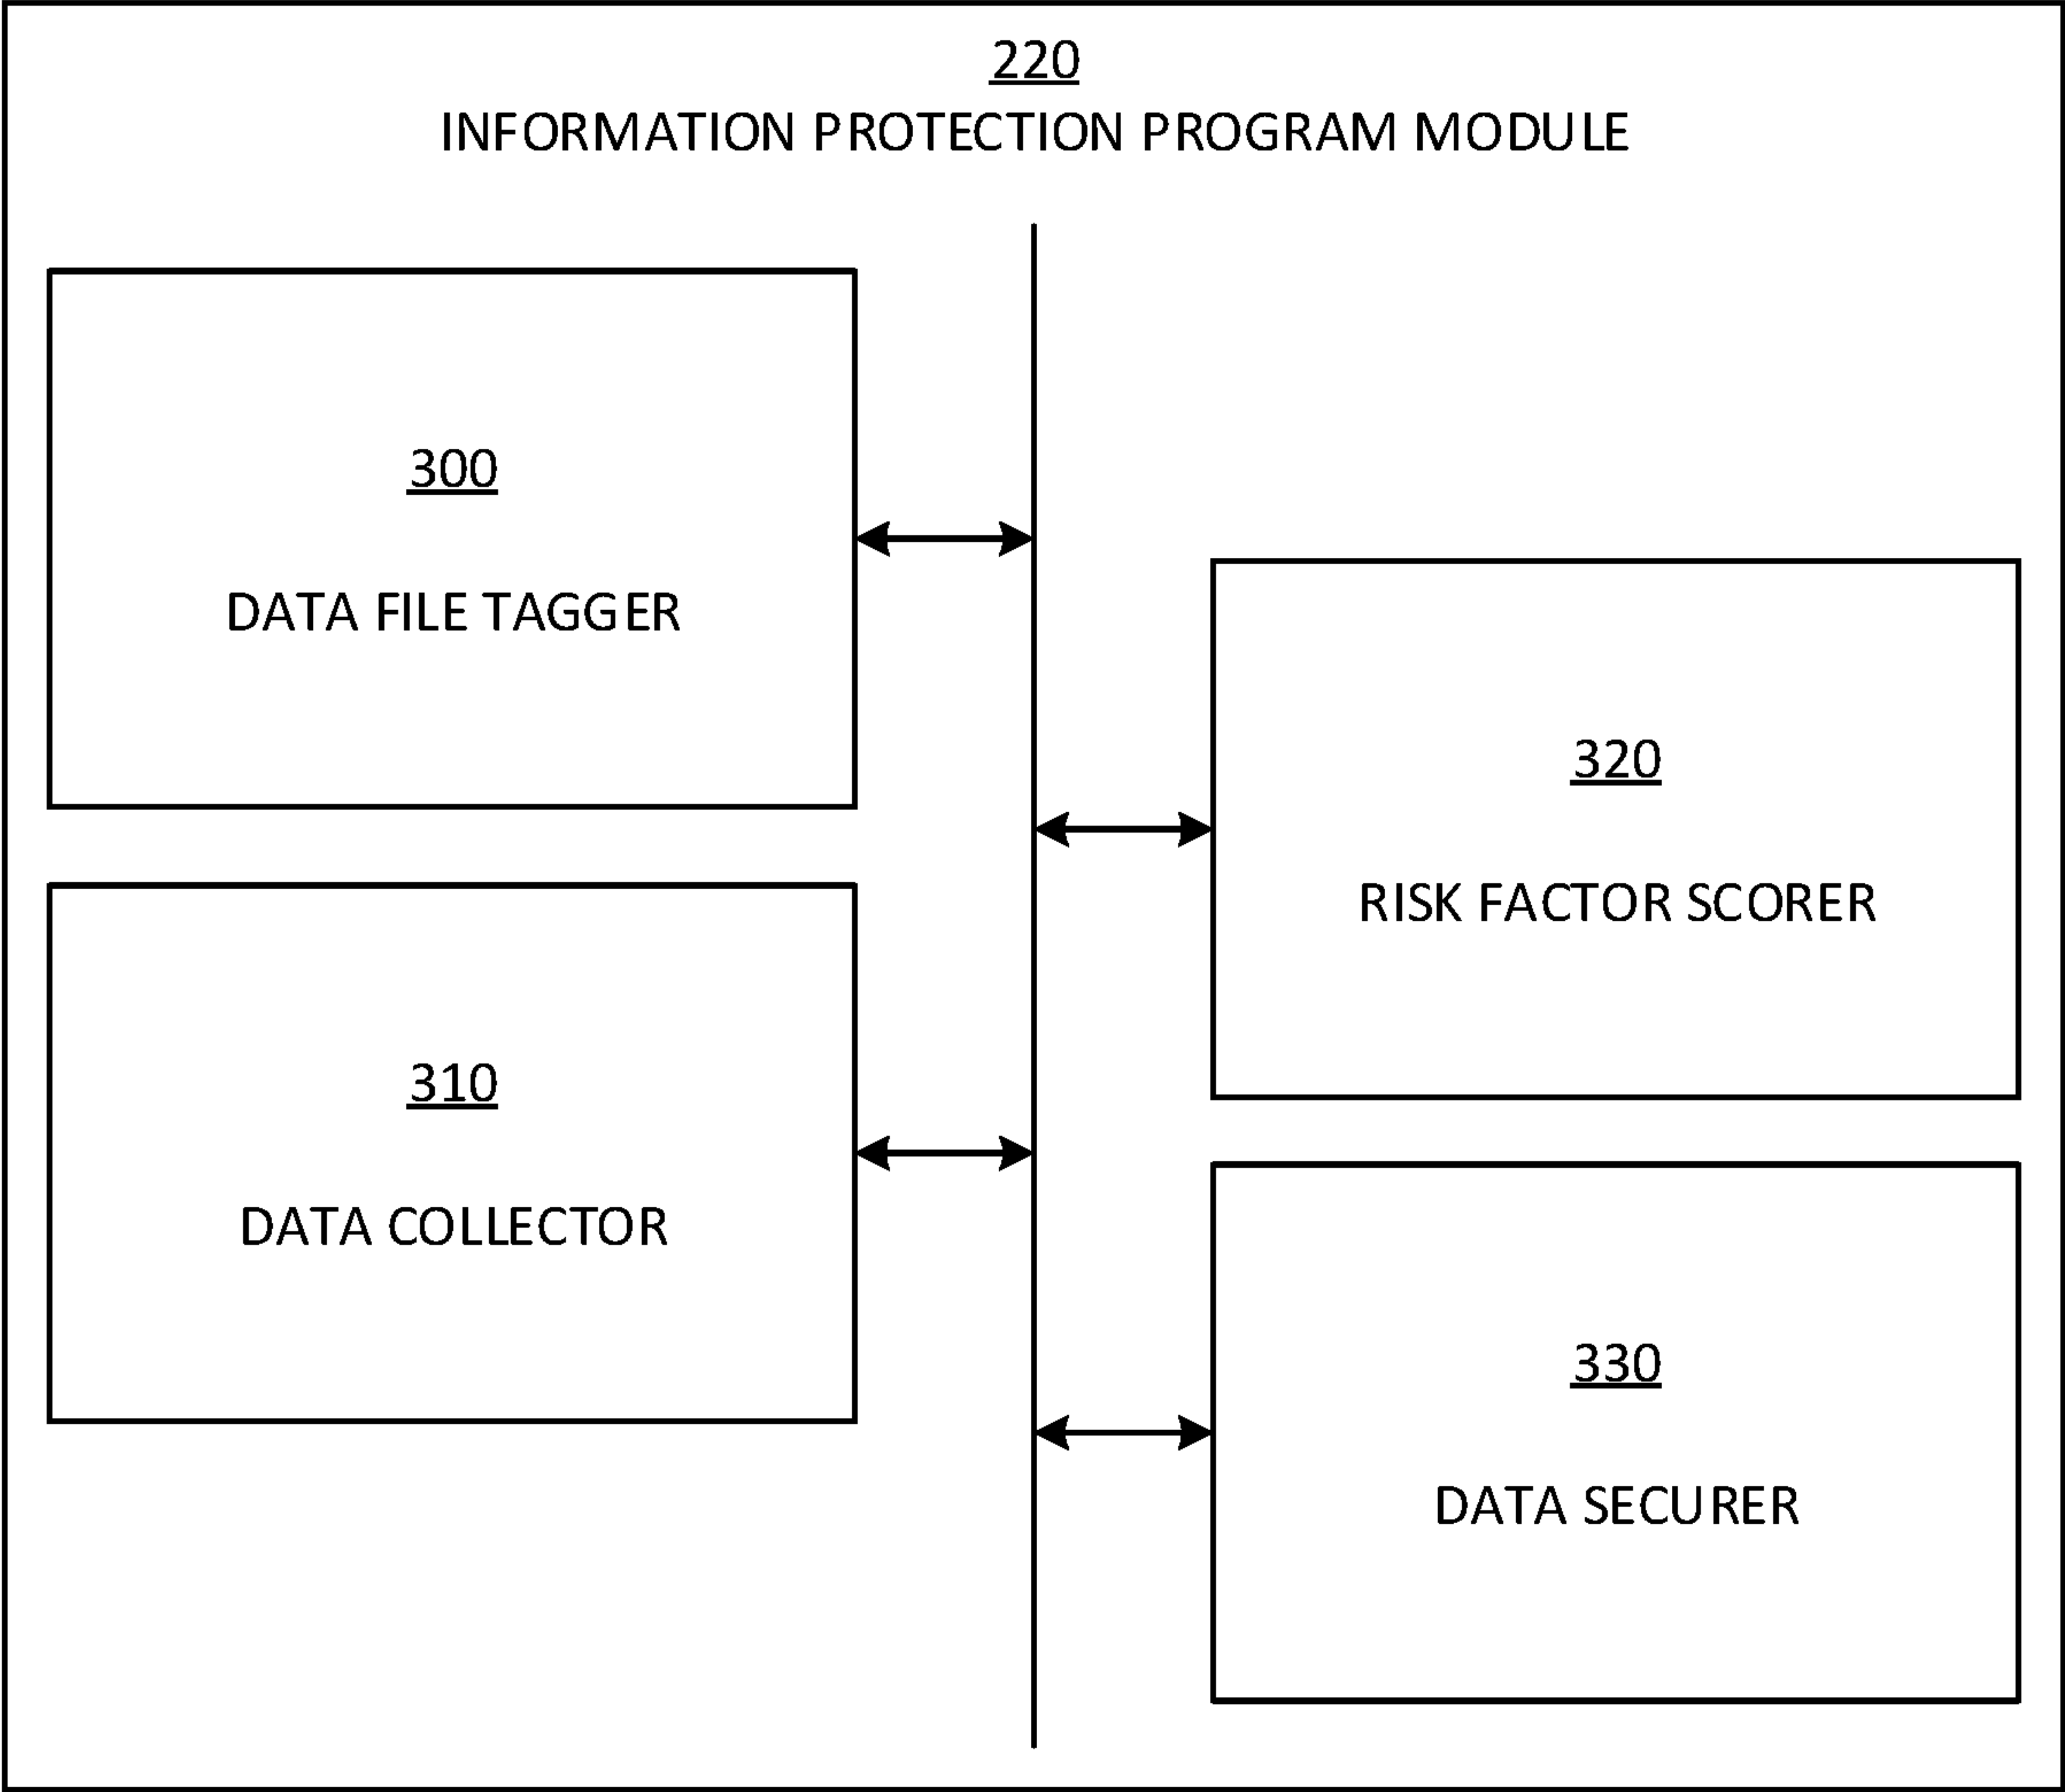 220
INFORMATION PROTECTION PROGRAM MODULE
300
DATA FILE TAGGER
320
RISK FACTOR SCORER
310
DATA COLLECTOR
330
DATA SECURER